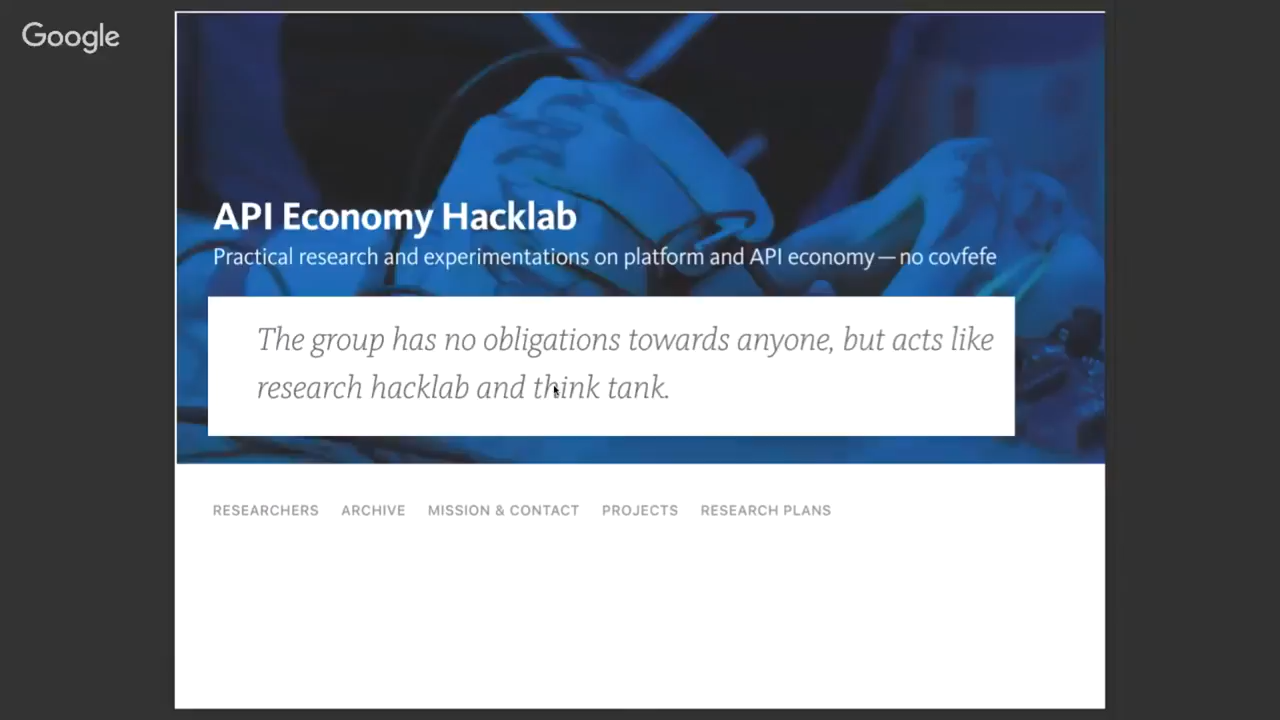 Google
API Economy Hacklab
Practical research and experimentations on platform and API economy — no covfefe
The group has no obligations towards anyone, but acts like
research hacklab and think tank.
RESEARCHERS ARCHIVE MISSION & CONTACT PROJECTS RESEARCH PLANS